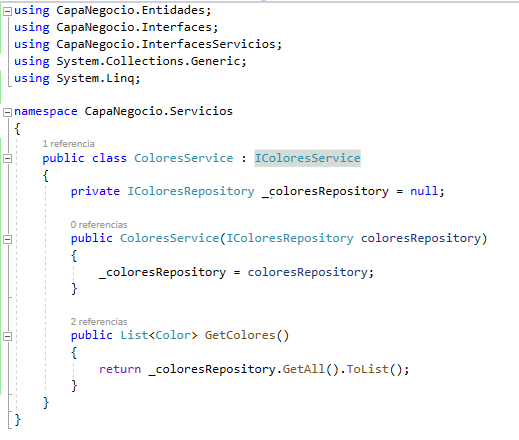 using CapaNegocio.Entidades;
using CapaNegocio.Interfaces;
using CapaNegocio.InterfacesServicios;
using System.Collections.Generic;
using System.Linq;
namespace CapaNegocio.Servicios
{
1 referencia
public class ColoresService : IColoresService
{
private IColoresRepository _coloresRepository = null;
0 referencias
public ColoresService(IColoresRepository coloresRepository)
{
_coloresRepository = coloresRepository;
}
2 referencias
public List<Color> GetColores()
{
return _coloresRepository.GetAll().ToList();
}
}
}